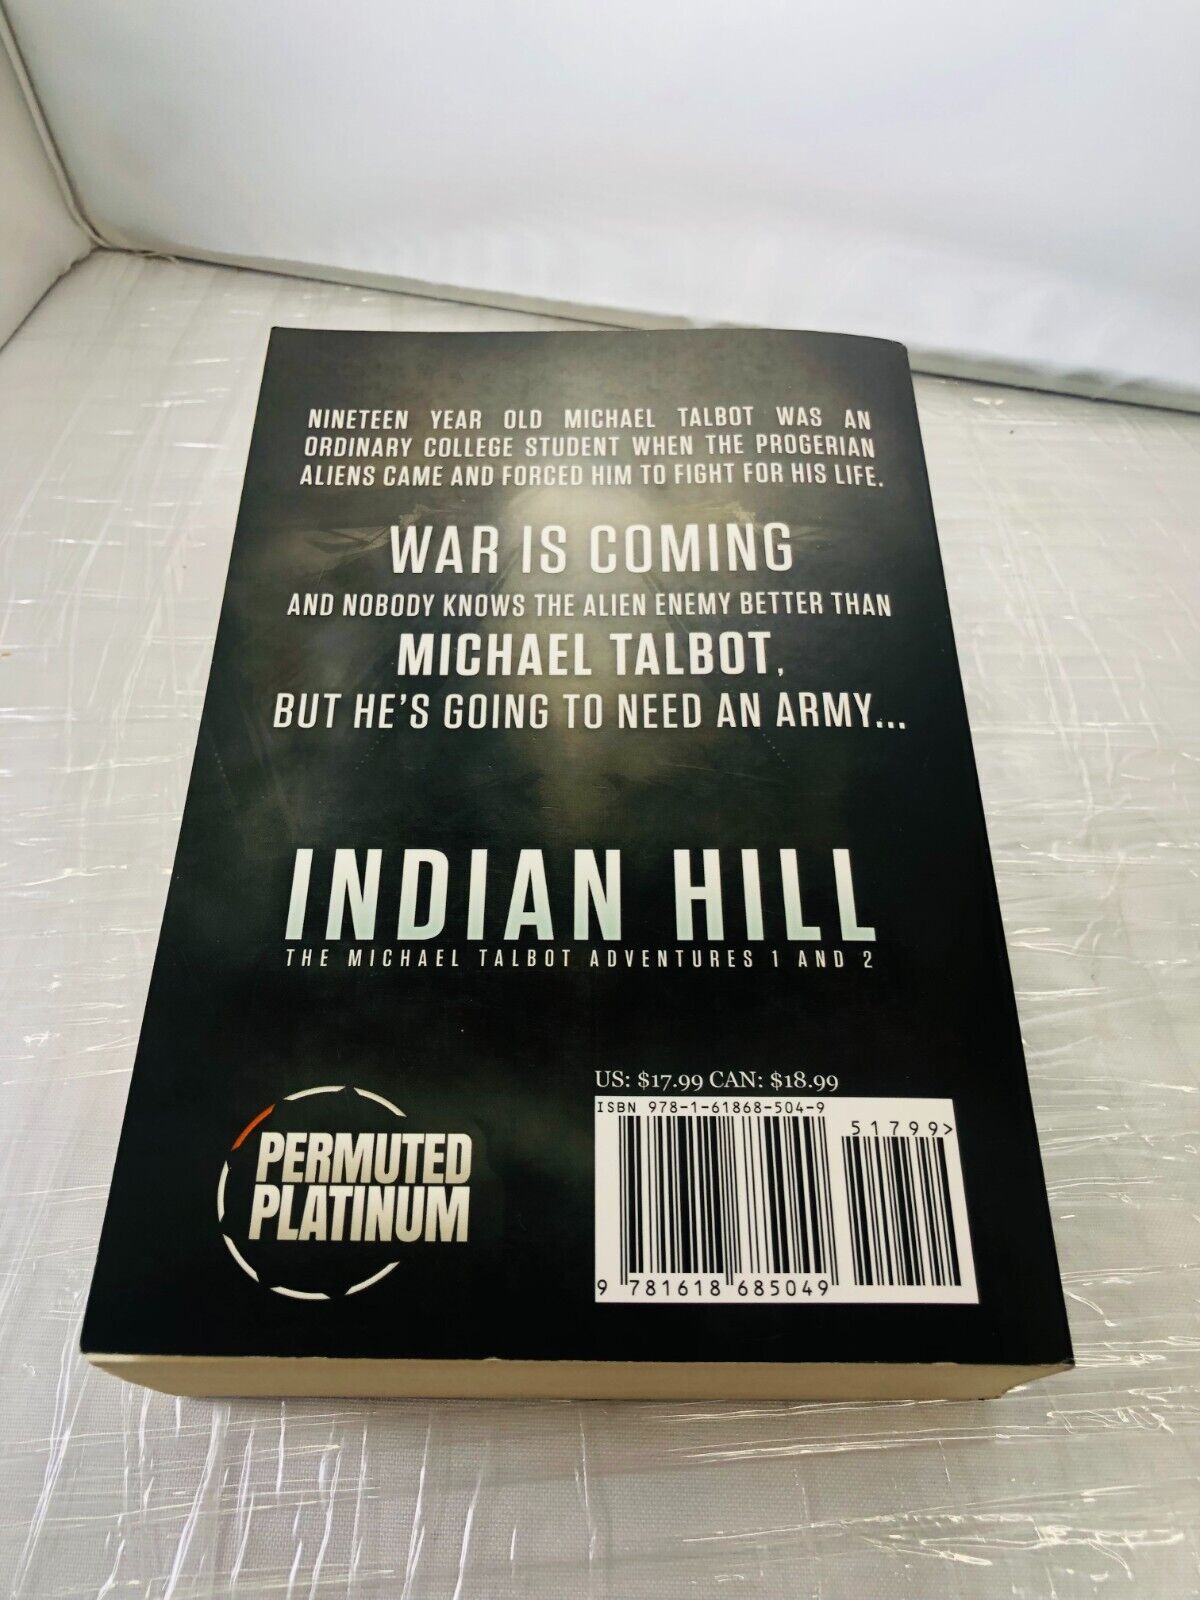 NINETEEN YEAR OLD MICHAEL TALBOT WAS AN
ORDINARY COLLEGE STUDENT WHEN THE PROGERIAN
ALIENS CAME AND FORCED HIM TO FIGHT FOR HIS LIFE.
WAR IS COMING
AND NOBODY KNOWS THE ALIEN ENEMY BETTER THAN
MICHAEL TALBOT,
BUT HE'S GOING TO NEED AN ARMY...
INDIAN HILL
THE MICHAEL TALBOT ADVENTURES 1 AND 2
PERMUTED
PLATINUM
US: $17.99 CAN: $18.99
ISBN 978-1-61868-504-9
51799>
9 781618 685049